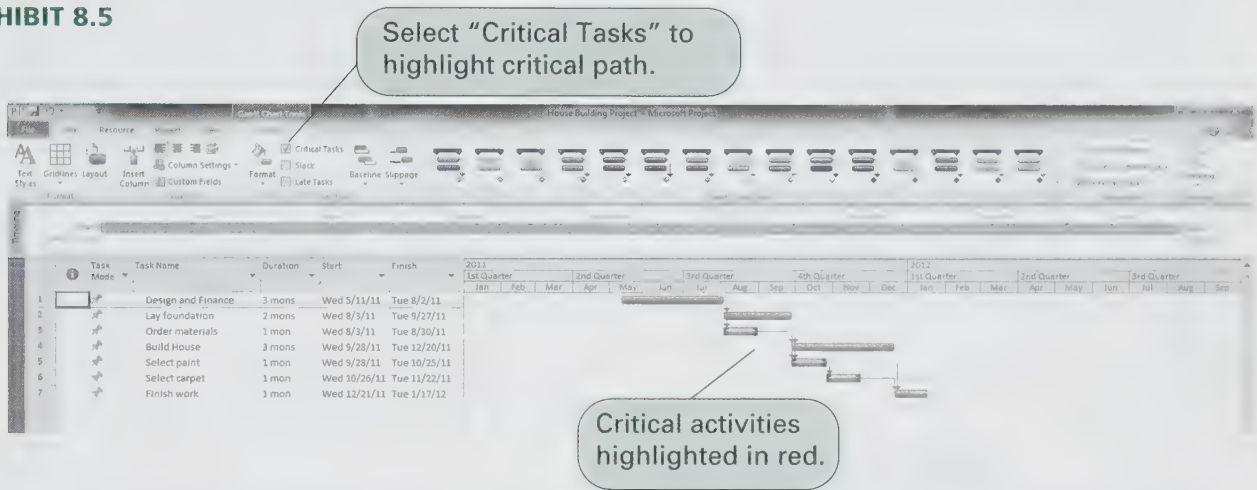 HIBIT 8.5
Select "Critical Tasks" to
highlight critical path.
Gantt Chart Tools
House Building Project - Microsoft Project
File
Resource
Critical Tasks
Column Settings
Slack
Text
Styles
Gridlines
Layout
Insert
Column
Custom Fields
Format
Late Tasks
Baseline
Slippage
Format
Timeline
Task
Mode
Task Name
Duration
Start
Finish
2011
2012
1st Quarter
2nd Quarter
3rd Quarter
4th Quarter
1st Quarter
2nd Quarter
3rd Quarter
Jan Feb Mar Apr May Jun Jul Aug Sep Oct Nov Dec Jan Feb Mar Apr May Jun Jul Aug Sep
1 Design and Finance 3 mons Wed 5/11/11 Tue 8/2/11
2 Lay foundation 2 mons Wed 8/3/11 Tue 9/27/11
3 Order materials 1 mon Wed 8/3/11 Tue 8/30/11
4 Build House 3 mons Wed 9/28/11 Tue 12/20/11
5 Select paint 1 mon Wed 9/28/11 Tue 10/25/11
6 Select carpet 1 mon Wed 10/26/11 Tue 11/22/11
7 Finish work 1 mon Wed 12/21/11 Tue 1/17/12
Critical activities
highlighted in red.